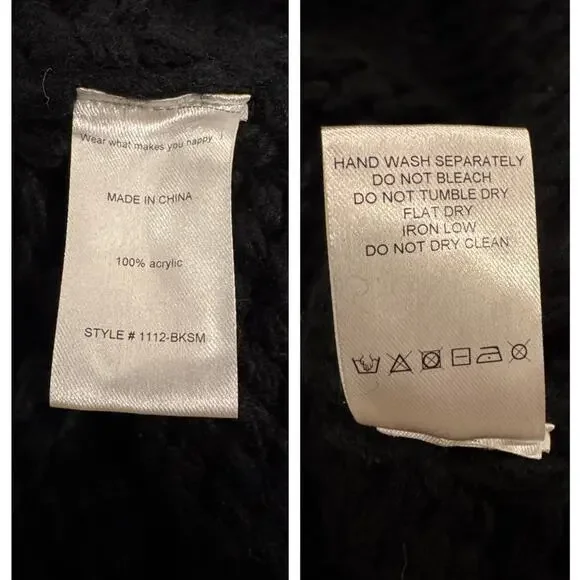 Wear what makes you happy :)
MADE IN CHINA
100% acrylic
STYLE # 1112-BKSM
HAND WASH SEPARATELY
DO NOT BLEACH
DO NOT TUMBLE DRY
FLAT DRY
IRON LOW
DO NOT DRY CLEAN